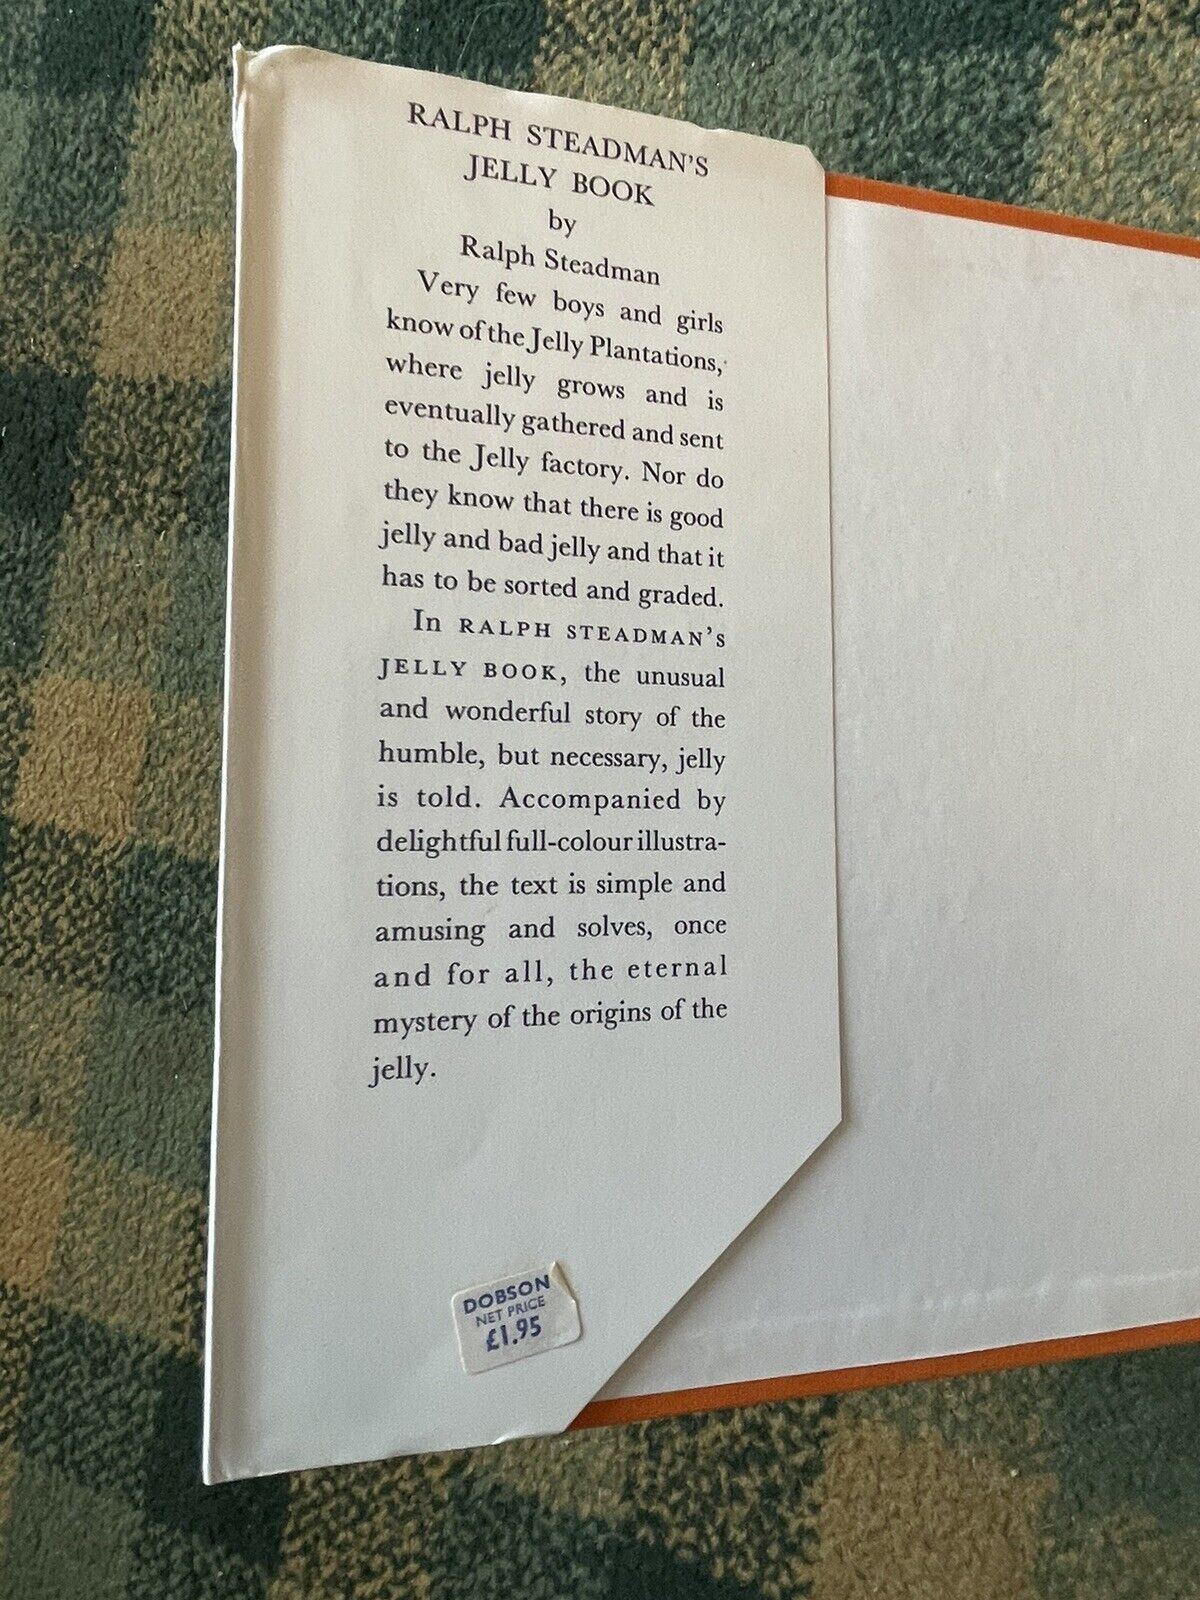 RALPH STEADMAN'S
JELLY BOOK
by
Ralph Steadman
Very few boys and girls
know of the Jelly Plantations,
where jelly grows and is
eventually gathered and sent
to the Jelly factory. Nor do
they know that there is good
jelly and bad jelly and that it
has to be sorted and graded.
In RALPH STEADMAN'S
JELLY BOOK, the unusual
and wonderful story of the
humble, but necessary, jelly
is told. Accompanied by
delightful full-colour illustra-
tions, the text is simple and
amusing and solves, once
and for all, the eternal
mystery of the origins of the
jelly.
DOBSON
NET PRICE
£1.95